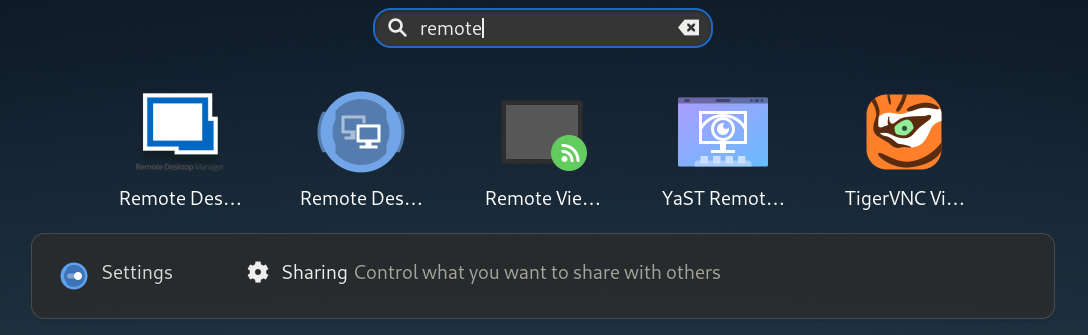 remote
Remote Desktop Manager
Remote Des...
Remote Des...
Remote Vie...
YaST Remot...
TigerVNC Vi...
Settings
Sharing Control what you want to share with others